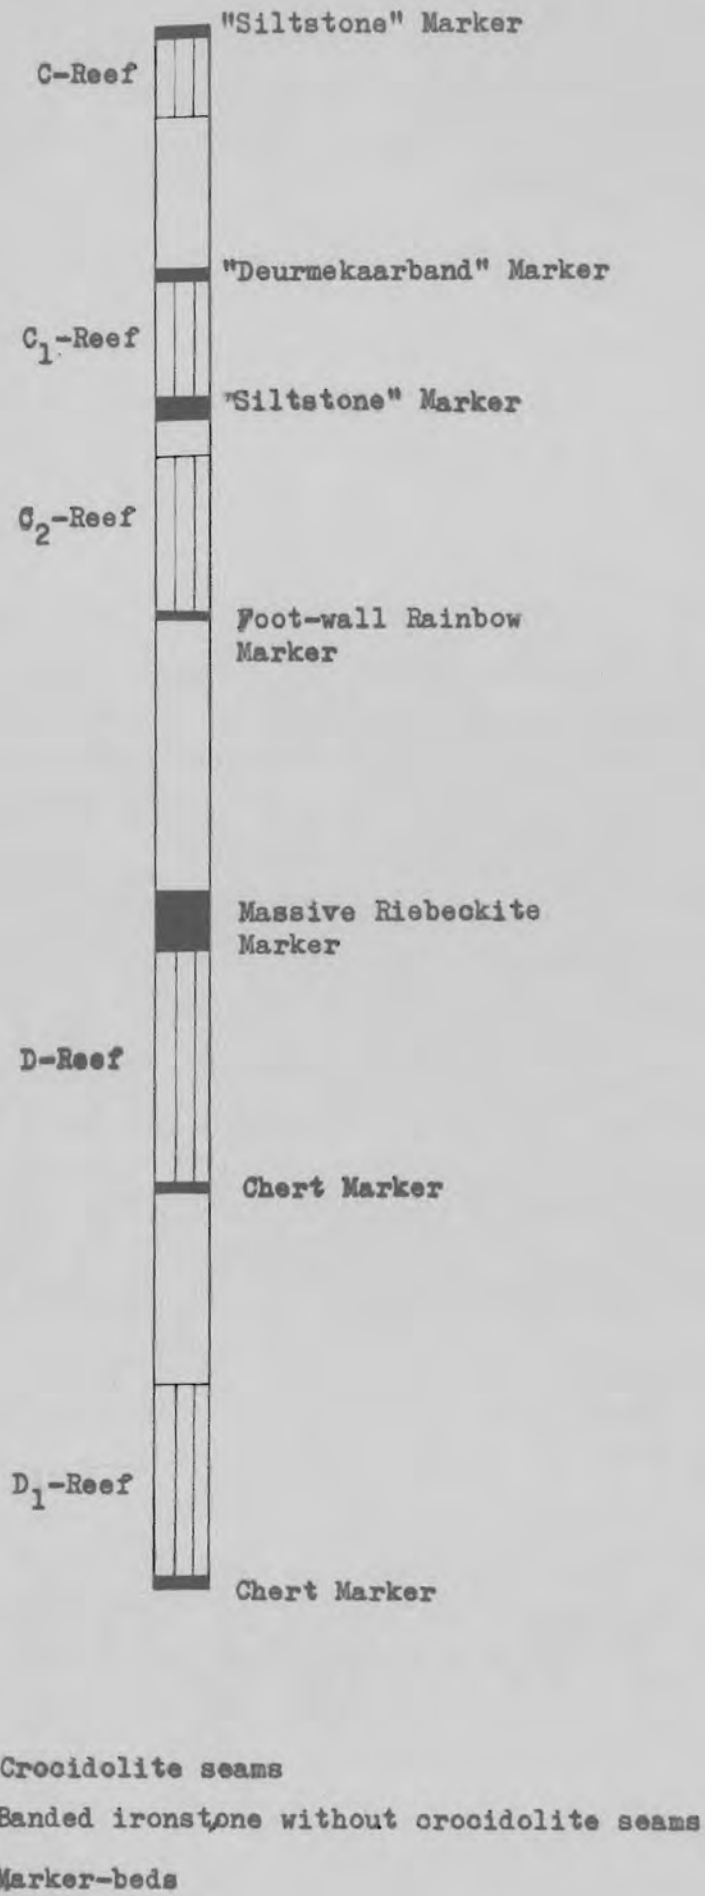 "Siltstone" Marker
C-Reef
"Deurmekaarband" Marker
C1-Reef
"Siltstone" Marker
C2-Reef
Foot-wall Rainbow
Marker
Massive Riebeckite
Marker
D-Reef
Chert Marker
D1-Reef
Chert Marker
Crocidolite seams
Banded ironstone without crocidolite seams
Marker-beds